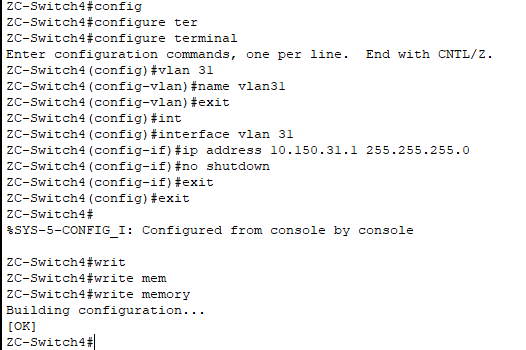 ZC-Switch4#config
ZC-Switch4#configure ter
ZC-Switch4#configure terminal
Enter configuration commands, one per line.  End with CNTL/Z.
ZC-Switch4(config)#vlan 31
ZC-Switch4(config-vlan)#name vlan31
ZC-Switch4(config-vlan)#exit
ZC-Switch4(config)#int
ZC-Switch4(config)#interface vlan 31
ZC-Switch4(config-if)#ip address 10.150.31.1 255.255.255.0
ZC-Switch4(config-if)#no shutdown
ZC-Switch4(config-if)#exit
ZC-Switch4(config)#exit
ZC-Switch4#
%SYS-5-CONFIG_I: Configured from console by console
ZC-Switch4#writ
ZC-Switch4#write mem
ZC-Switch4#write memory
Building configuration...
[OK]
ZC-Switch4#